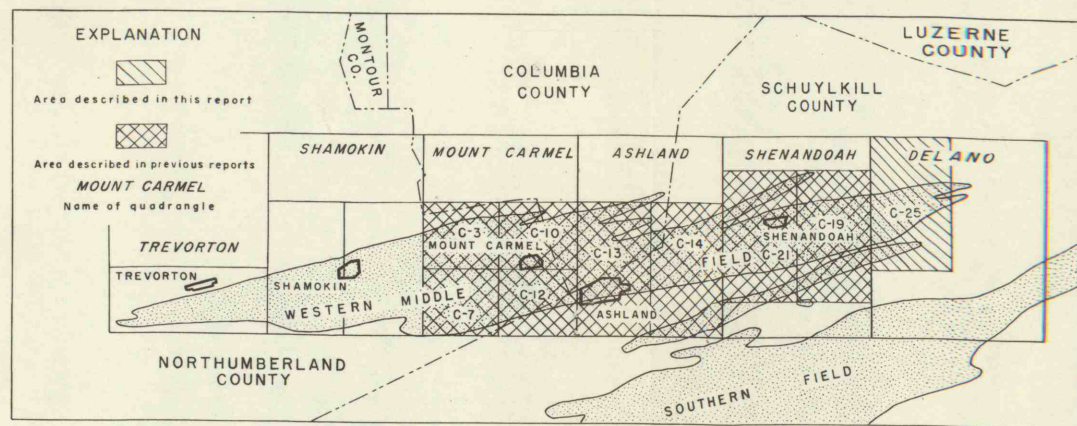 EXPLANATION
Area described in this report
Area described in previous reports
MOUNT CARMEL
Name of quadrangle
MONTOUR
CO.
COLUMBIA
COUNTY
LUZERNE
COUNTY
SCHUYLKILL
COUNTY
SHAMOKIN
MOUNT CARMEL
ASHLAND
SHENANDOAH
DELANO
TREVORTON
TREVORTON
SHAMOKIN
C-3
C-10
MOUNT CARMEL
C-13
C-14
C-19
SHENANDOAH
C-21
C-25
C-7
C-12
ASHLAND
WESTERN MIDDLE FIELD
NORTHUMBERLAND
COUNTY
SOUTHERN FIELD